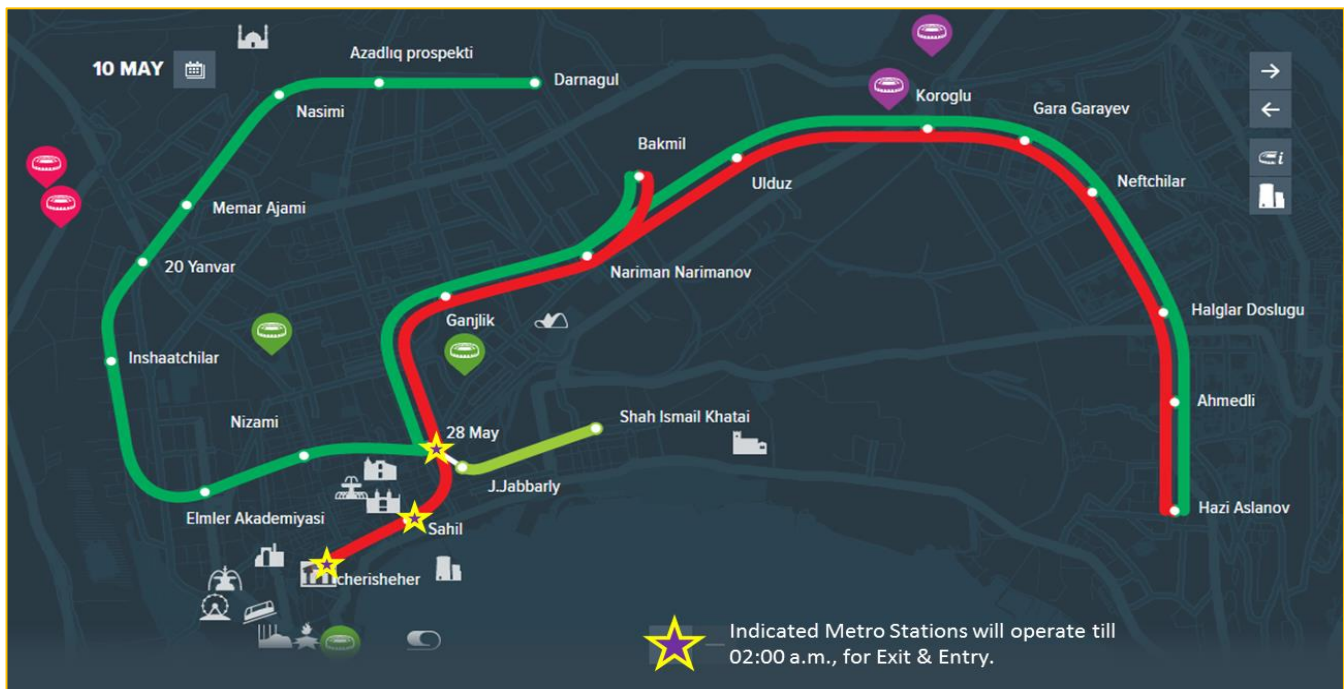 10 MAY
Azadlıq prospekti
Darnagul
Nasimi
Koroglu
Gara Garayev
Bakmil
Ulduz
Neftchilar
Memar Ajami
20 Yanvar
Nariman Narimanov
Ganjlik
Halglar Doslugu
Inshaatchilar
Ahmedli
Nizami
Shah Ismail Khatai
28 May
J.Jabbarly
Elmler Akademiyasi
Sahil
Hazi Aslanov
cherisheher
Indicated Metro Stations will operate till
02:00 a.m., for Exit & Entry.
i